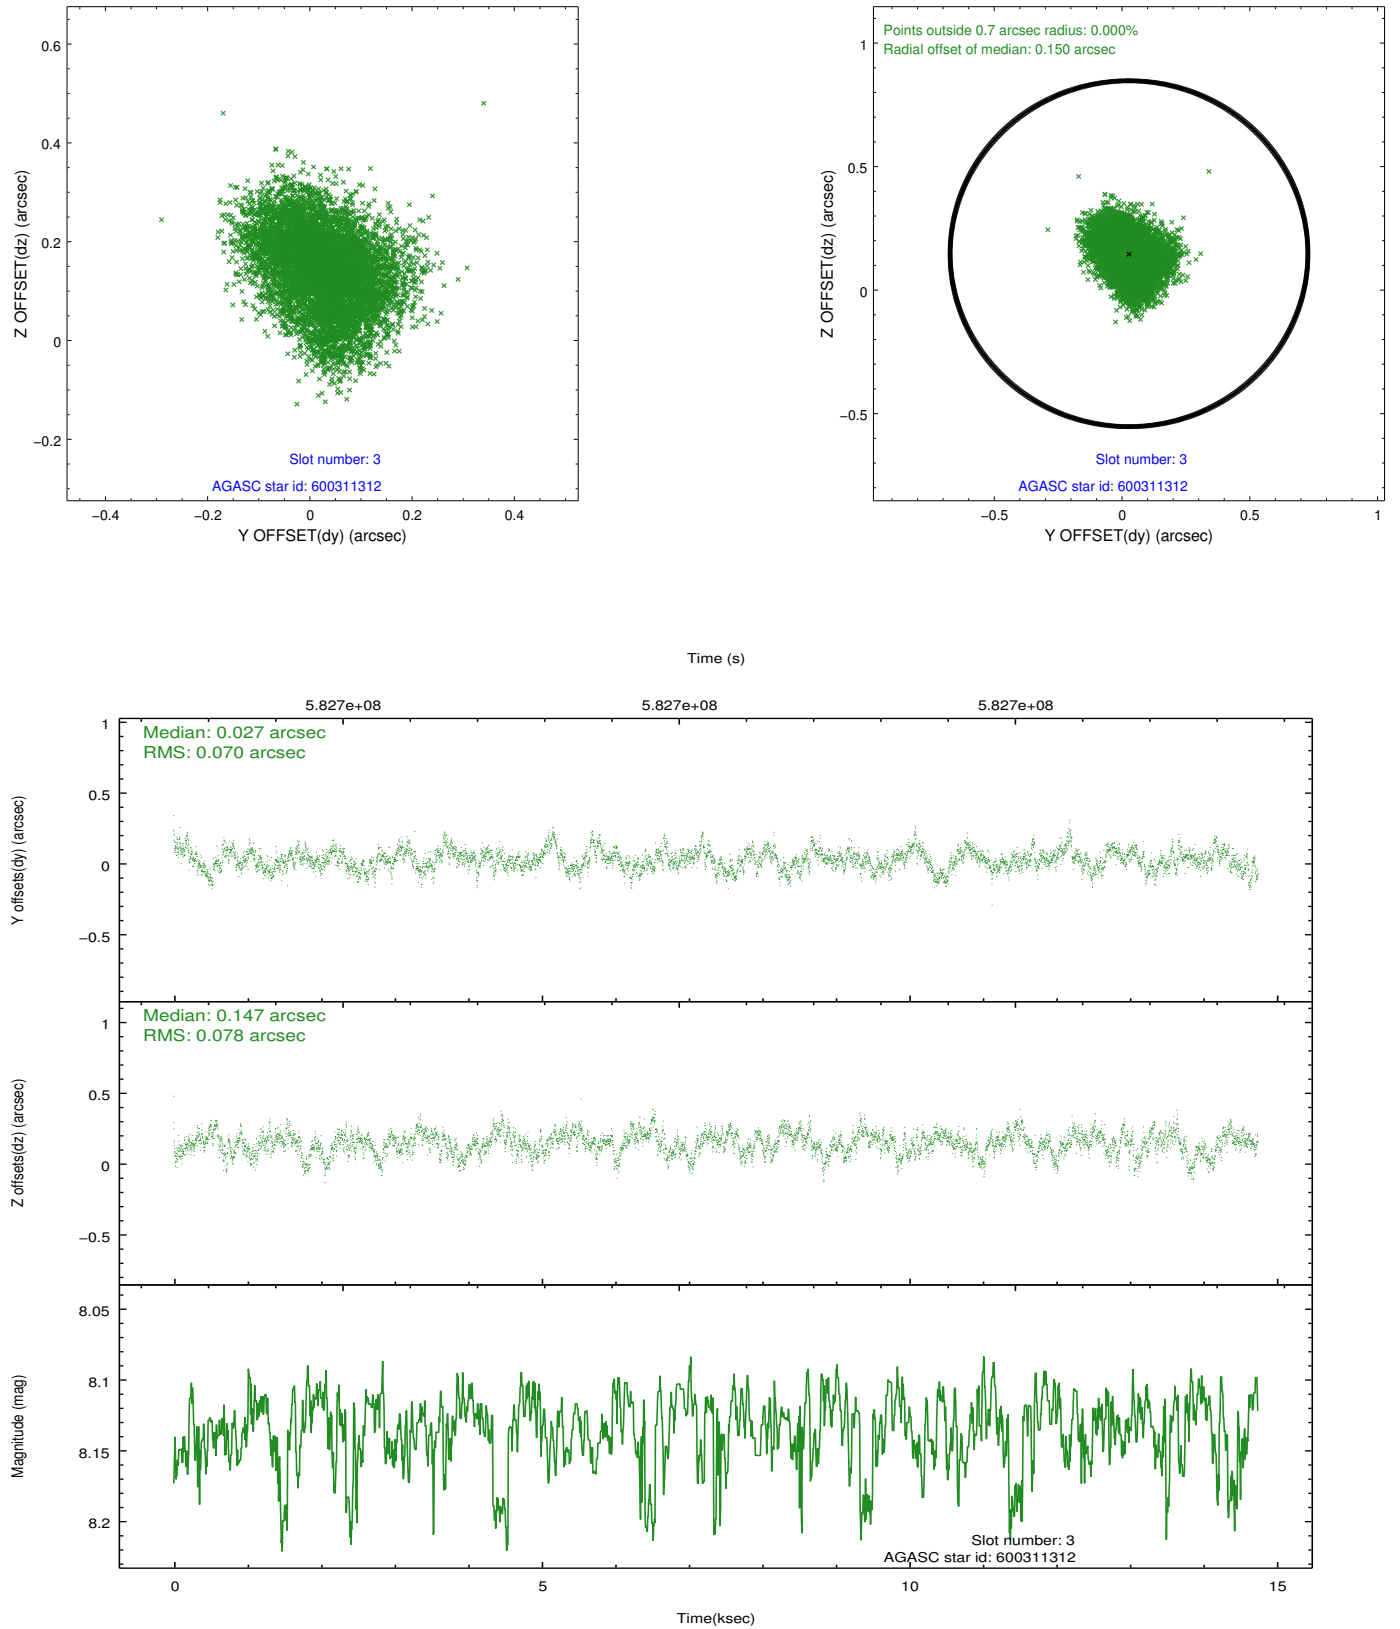 0.6
0.4
0.2
0
−0.2
Z OFFSET(dz) (arcsec)
Slot number: 3
AGASC star id: 600311312
−0.4
−0.2
0
0.2
0.4
Y OFFSET(dy) (arcsec)
Points outside 0.7 arcsec radius: 0.000%
Radial offset of median: 0.150 arcsec
1
0.5
0
−0.5
Z OFFSET(dz) (arcsec)
Slot number: 3
AGASC star id: 600311312
−0.5
0
0.5
1
Y OFFSET(dy) (arcsec)
Time (s)
5.827e+08
5.827e+08
5.827e+08
Median: 0.027 arcsec
RMS: 0.070 arcsec
1
0.5
0
−0.5
Y offsets(dy) (arcsec)
Median: 0.147 arcsec
RMS: 0.078 arcsec
1
0.5
0
−0.5
Z offsets(dz) (arcsec)
8.05
8.1
8.15
8.2
Magnitude (mag)
Slot number: 3
AGASC star id: 600311312
0
5
10
15
Time(ksec)